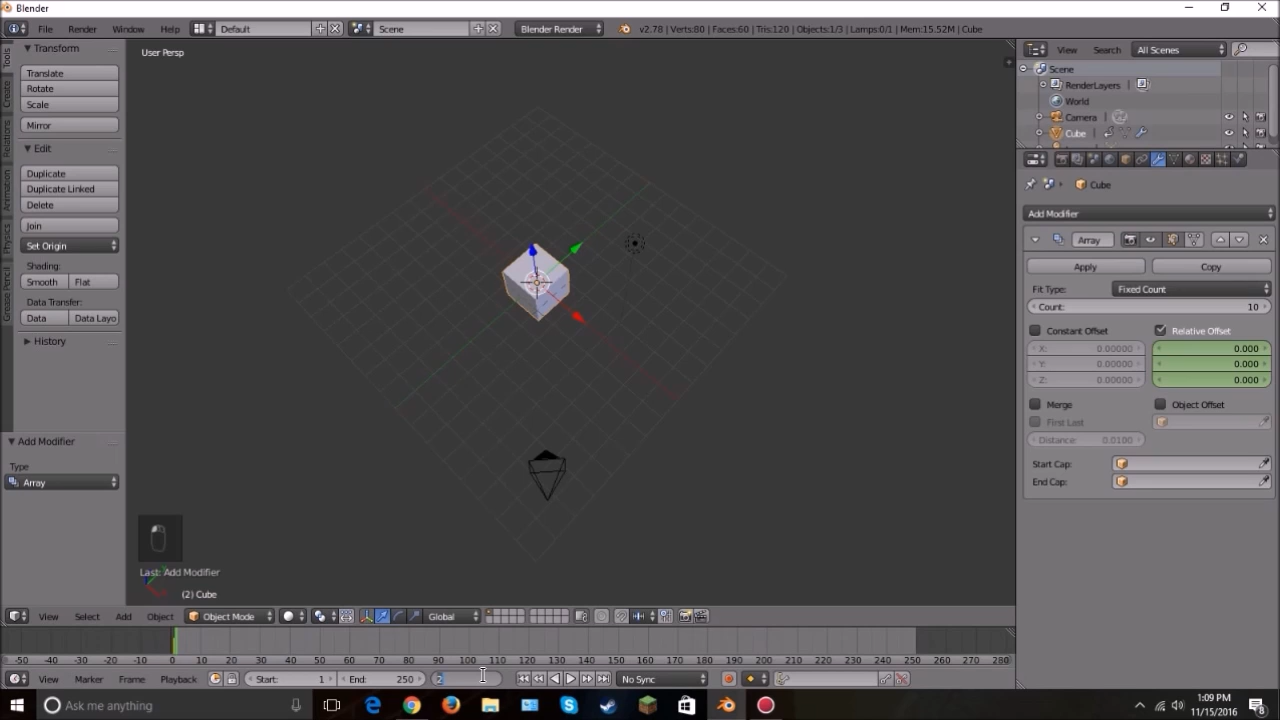 Blender
File Render Window Help Default Scene Blender Render v2.78 | Verts:80 | Faces:60 | Tris:120 | Objects:1/3 | Lamps:0/1 | Mem:15.52M | Cube
Tools
Create
Relations
Animation
Physics
Grease Pencil
Transform
Translate
Rotate
Scale
Mirror
Edit
Duplicate
Duplicate Linked
Delete
Join
Set Origin
Shading:
Smooth Flat
Data Transfer:
Data Data Layo
History
Add Modifier
Type
Array
User Persp
Last: Add Modifier
(2) Cube
View Search All Scenes
Scene
RenderLayers
World
Camera
Cube
Cube
Add Modifier
Array
Apply Copy
Fit Type: Fixed Count
Count: 10
Constant Offset Relative Offset
X: 0.00000 0.000
Y: 0.00000 0.000
Z: 0.00000 0.000
Merge Object Offset
First Last
Distance: 0.0100
Start Cap:
End Cap:
View Select Add Object Object Mode Global
-50 -40 -30 -20 -10 0 10 20 30 40 50 60 70 80 90 100 110 120 130 140 150 160 170 180 190 200 210 220 230 240 250 260 270 280
View Marker Frame Playback Start: 1 End: 250 2 No Sync
Ask me anything
1:09 PM
11/15/2016
8